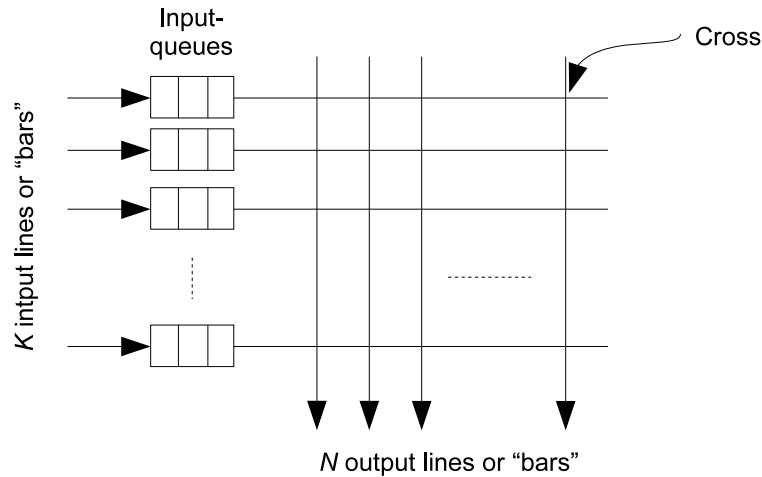 Input-
queues
Cross
K intput lines or “bars”
N output lines or “bars”